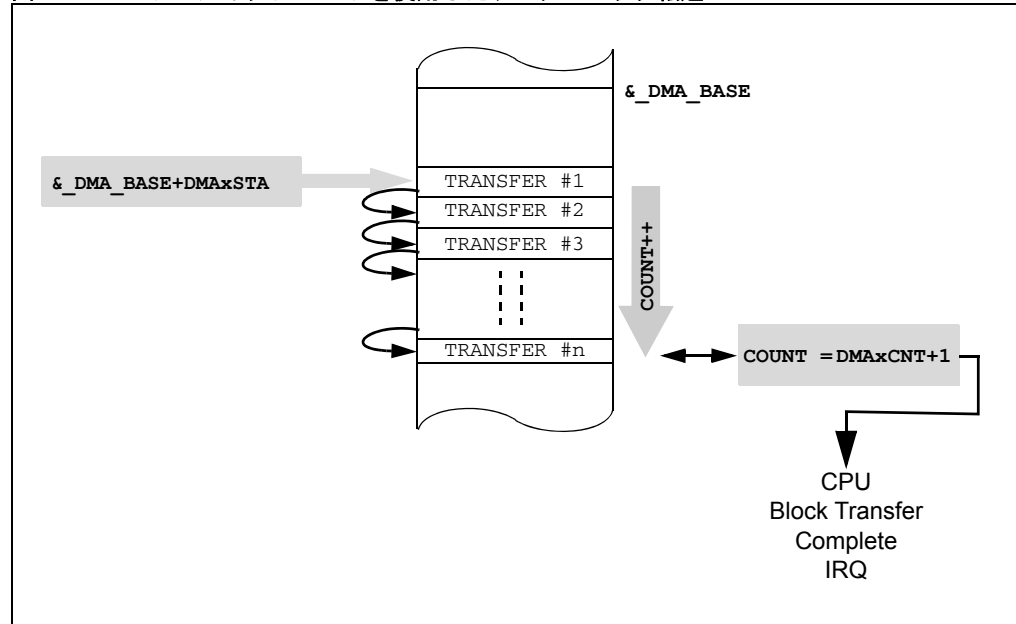 &_DMA_BASE
&_DMA_BASE+DMAxSTA
TRANSFER #1
TRANSFER #2
TRANSFER #3
COUNT++
TRANSFER #n
COUNT = DMAxCNT+1
CPU
Block Transfer
Complete
IRQ